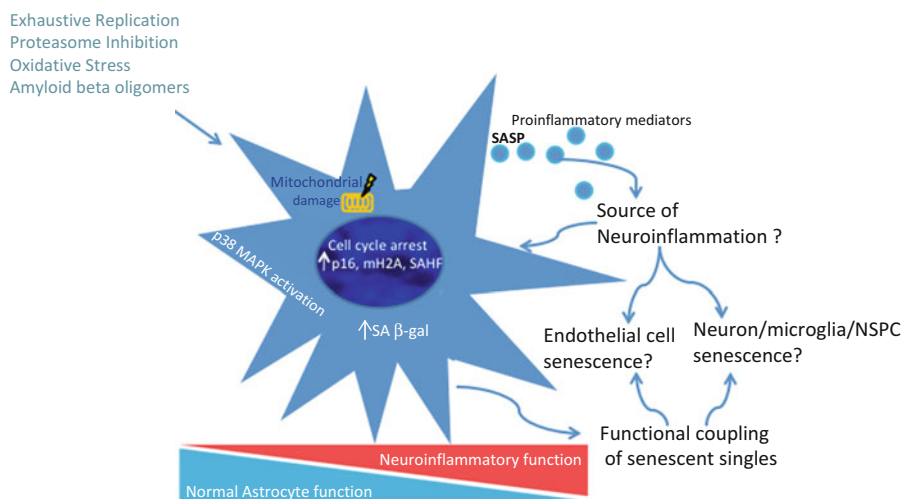 Exhaustive Replication
Proteasome Inhibition
Oxidative Stress
Amyloid beta oligomers
Proinflammatory mediators
SASP
Mitochondrial
damage
Source of
Neuroinflammation ?
p38 MAPK activation
Cell cycle arrest
↑p16, mH2A, SAHF
↑SA β-gal
Endothelial cell
senescence?
Neuron/microglia/NSPC
senescence?
Functional coupling
of senescent singles
Neuroinflammatory function
Normal Astrocyte function